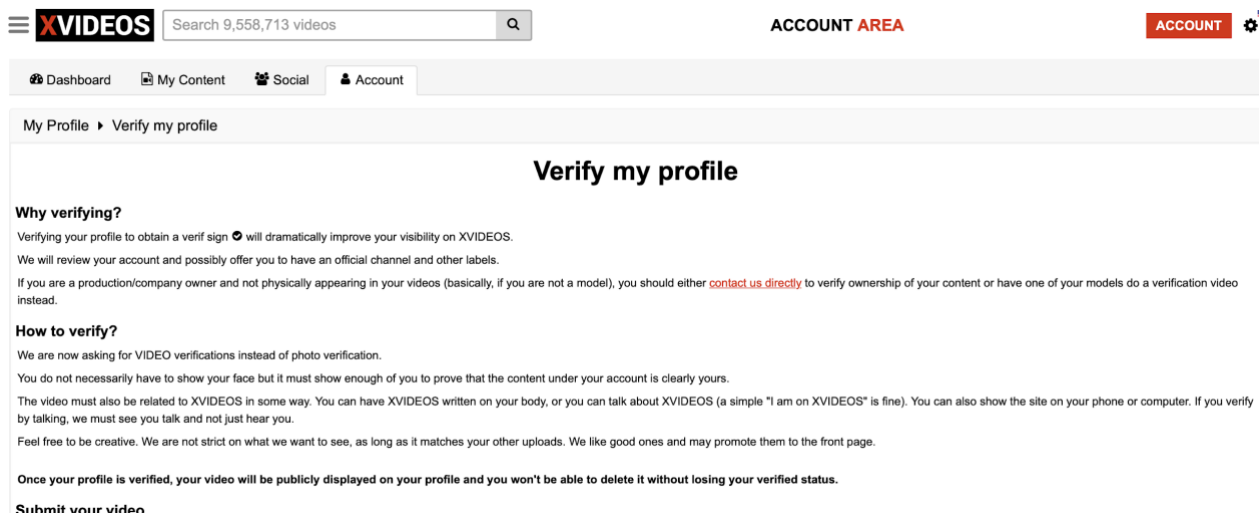 XVIDEOS
Search 9,558,713 videos
ACCOUNT AREA
ACCOUNT
Dashboard
My Content
Social
Account
My Profile
Verify my profile
Verify my profile
Why verifying?
Verifying your profile to obtain a verif sign will dramatically improve your visibility on XVIDEOS.
We will review your account and possibly offer you to have an official channel and other labels.
If you are a production/company owner and not physically appearing in your videos (basically, if you are not a model), you should either contact us directly to verify ownership of your content or have one of your models do a verification video
instead.
How to verify?
We are now asking for VIDEO verifications instead of photo verification.
You do not necessarily have to show your face but it must show enough of you to prove that the content under your account is clearly yours.
The video must also be related to XVIDEOS in some way. You can have XVIDEOS written on your body, or you can talk about XVIDEOS (a simple "I am on XVIDEOS" is fine). You can also show the site on your phone or computer. If you verify
by talking, we must see you talk and not just hear you.
Feel free to be creative. We are not strict on what we want to see, as long as it matches your other uploads. We like good ones and may promote them to the front page.
Once your profile is verified, your video will be publicly displayed on your profile and you won't be able to delete it without losing your verified status.
Submit your video